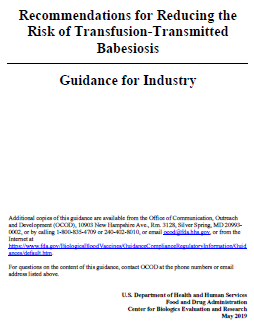 Recommendations for Reducing the
Risk of Transfusion-Transmitted
Babesiosis
Guidance for Industry
Additional copies of this guidance are available from the Office of Communication, Outreach
and Development (OCOD), 10903 New Hampshire Ave., Bldg. 71, Rm. 3128, Silver Spring, MD 20993-
0002, or by calling 1-800-835-4709 or 240-402-8010, or email ocod@fda.hhs.gov, or from the
Internet at
https://www.fda.gov/BiologicsBloodVaccines/GuidanceComplianceRegulatoryInformation/Guid
ances/default.htm.
For questions on the content of this guidance, contact OCOD at the phone numbers or email
address listed above.
U.S. Department of Health and Human Services
Food and Drug Administration
Center for Biologics Evaluation and Research
May 2019